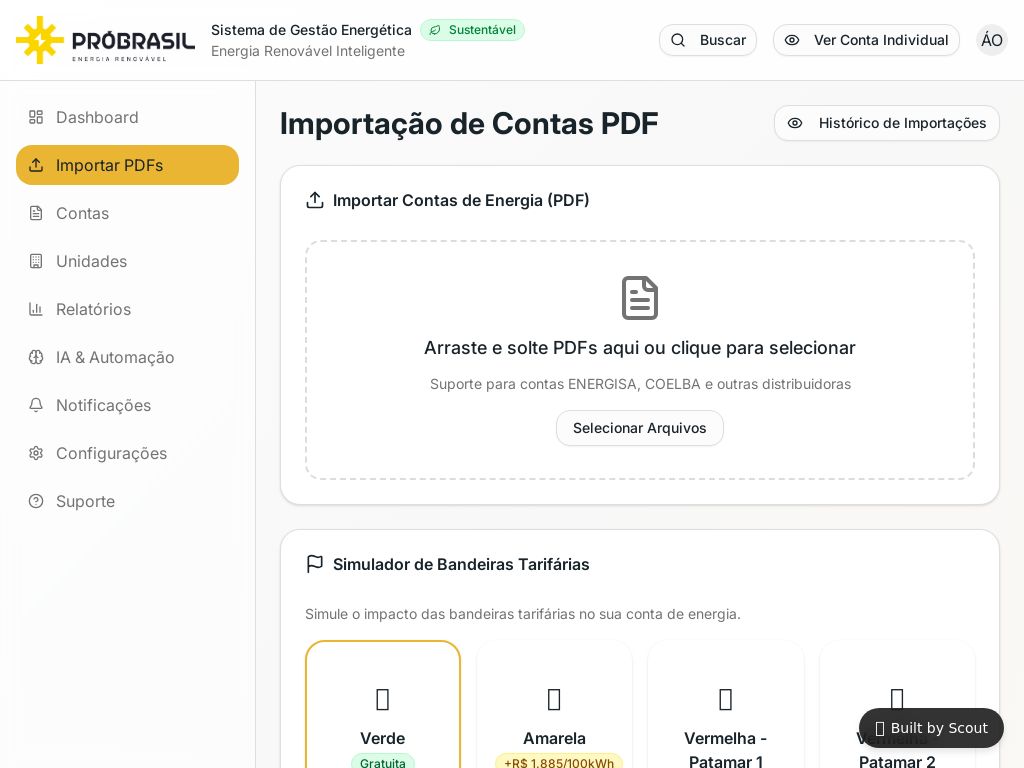 PRÓBRASIL
ENERGIA RENOVÁVEL
Sistema de Gestão Energética
Sustentável
Energia Renovável Inteligente
Buscar
Ver Conta Individual
ÁO
Dashboard
Importar PDFs
Contas
Unidades
Relatórios
IA & Automação
Notificações
Configurações
Suporte
Importação de Contas PDF
Histórico de Importações
Importar Contas de Energia (PDF)
Arraste e solte PDFs aqui ou clique para selecionar
Suporte para contas ENERGISA, COELBA e outras distribuidoras
Selecionar Arquivos
Simulador de Bandeiras Tarifárias
Simule o impacto das bandeiras tarifárias no sua conta de energia.
Verde
Gratuita
Amarela
+R$ 1.885/100kWh
Vermelha -
Patamar 1
Vermelha -
Patamar 2
Built by Scout